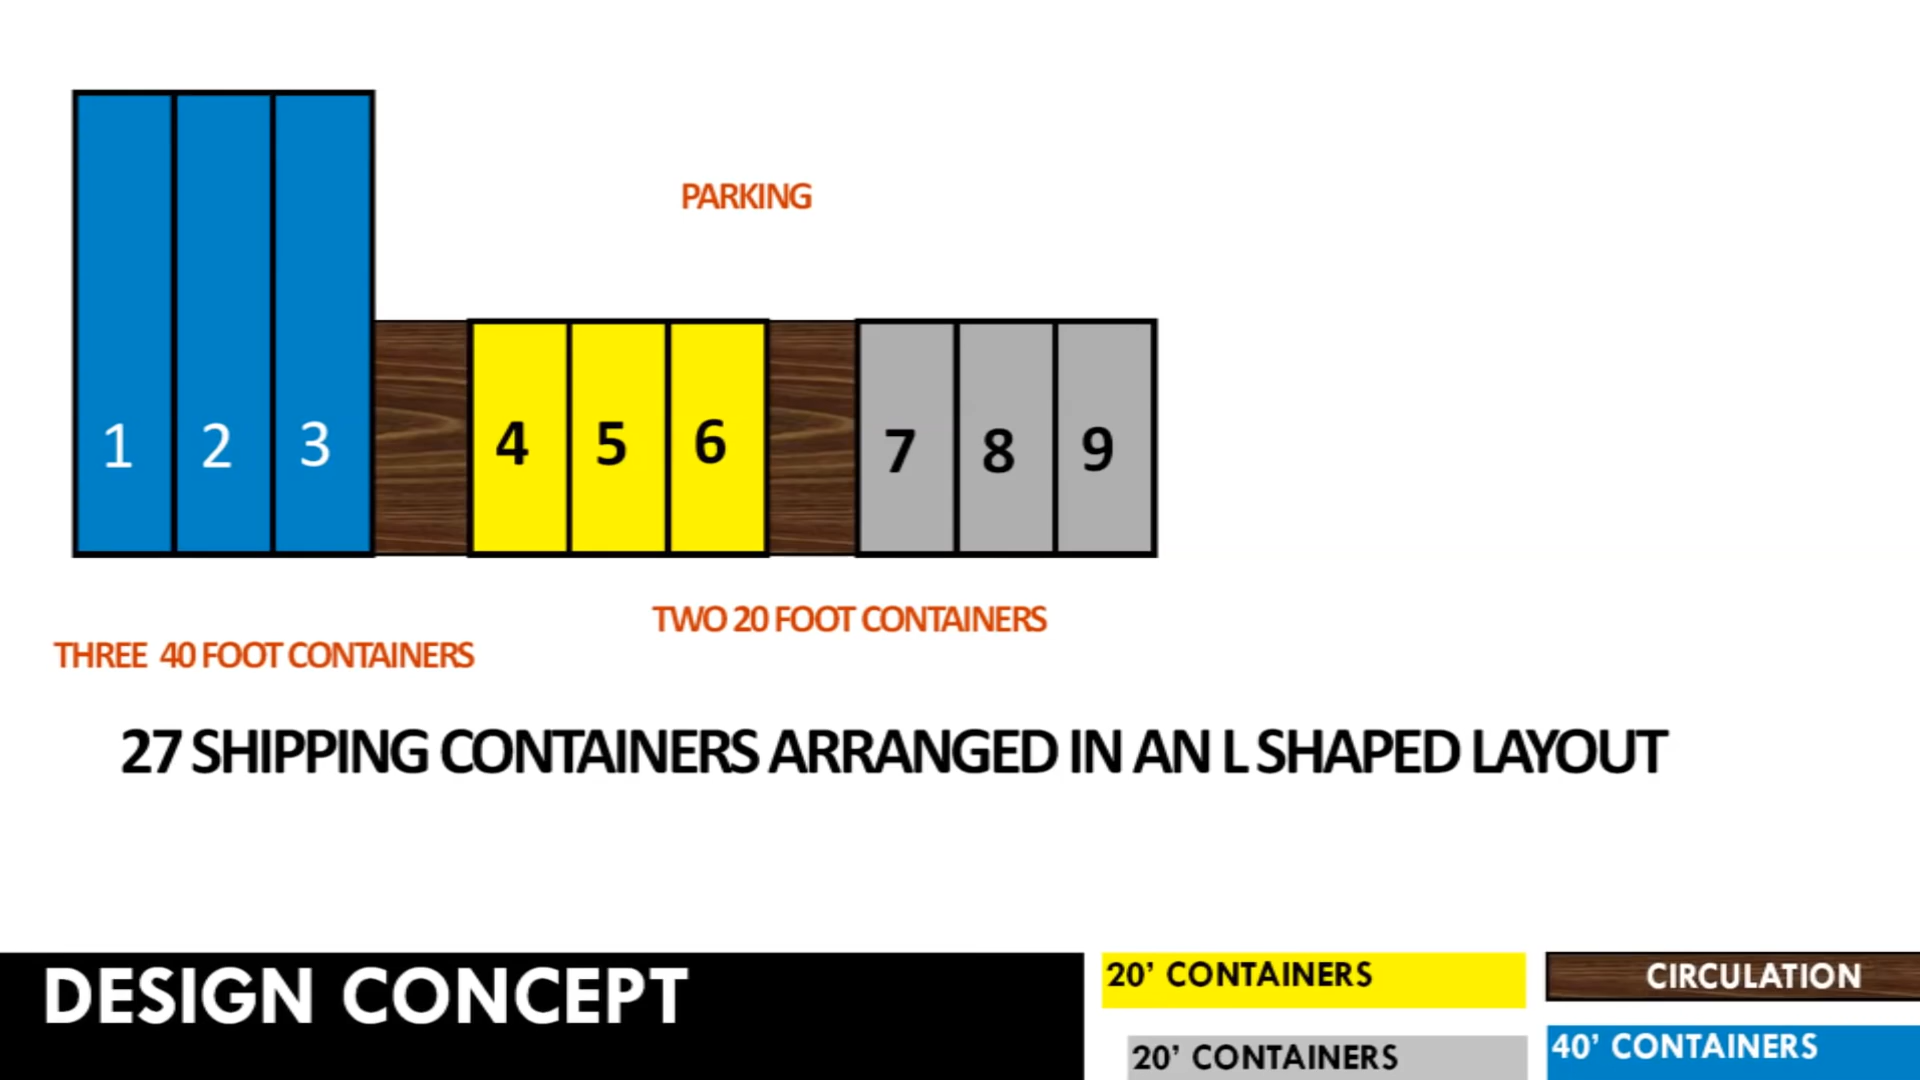 PARKING
1 2 3 4 5 6 7 8 9
TWO 20 FOOT CONTAINERS
THREE 40 FOOT CONTAINERS
27 SHIPPING CONTAINERS ARRANGED IN AN L SHAPED LAYOUT
DESIGN CONCEPT
20' CONTAINERS
CIRCULATION
20' CONTAINERS
40' CONTAINERS